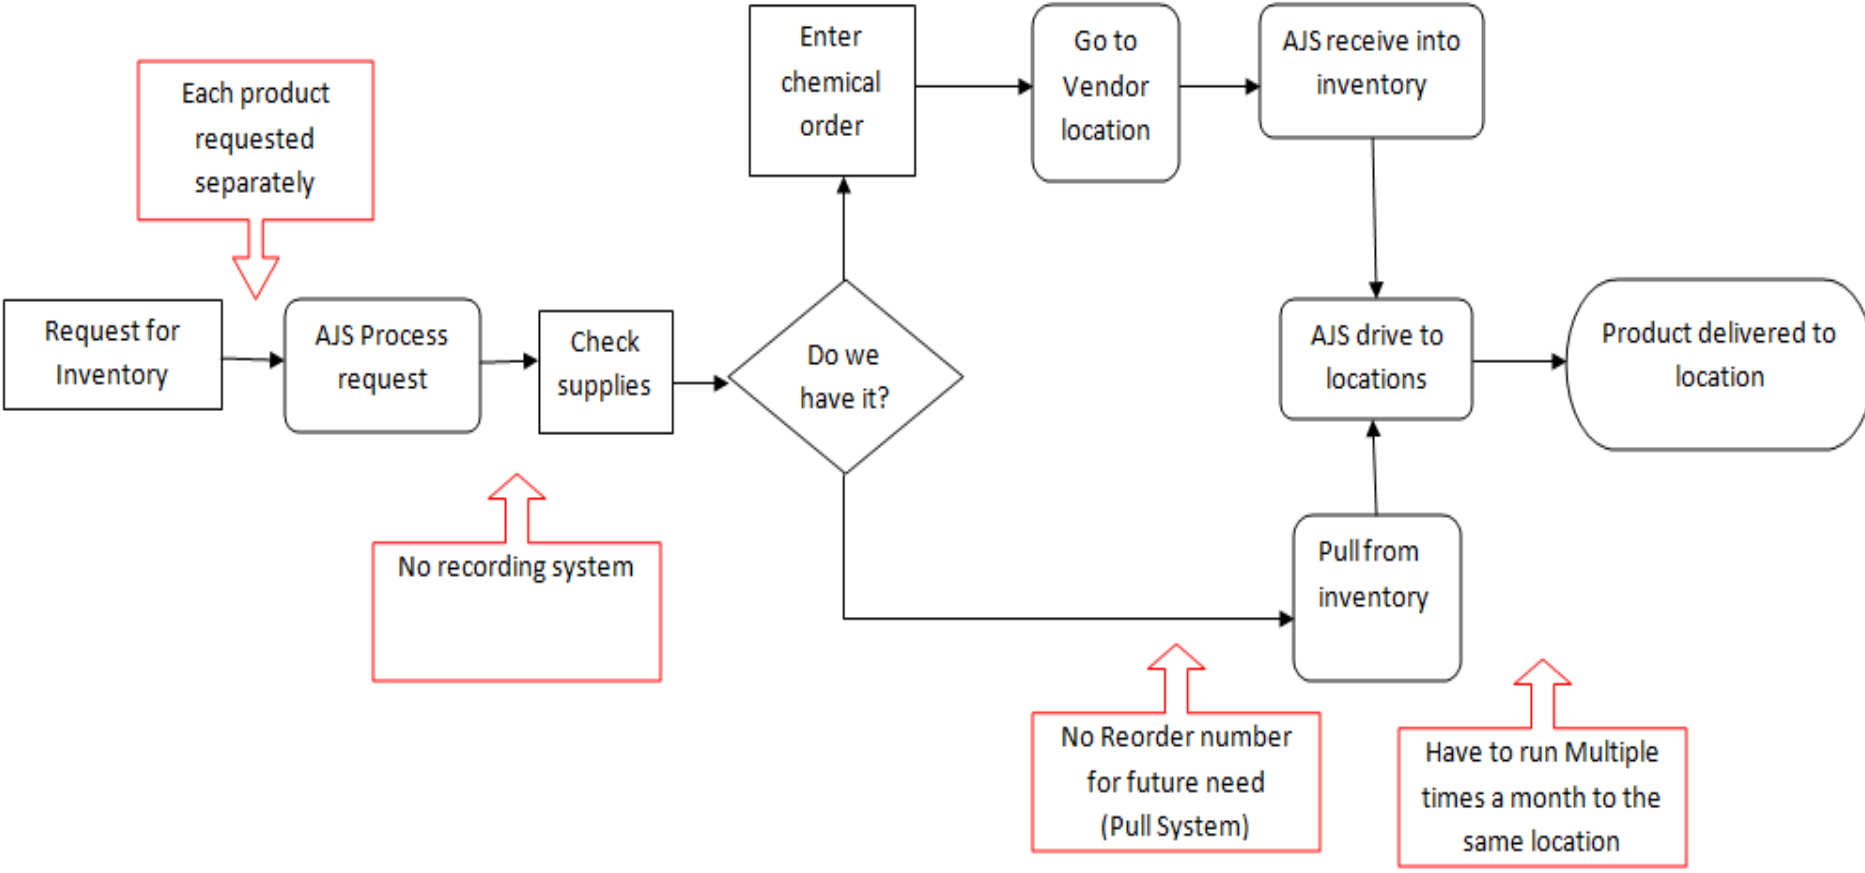 Each product
requested
separately
Request for
Inventory
AJS Process
request
Check
supplies
No recording system
Do we
have it?
Enter
chemical
order
Go to
Vendor
location
AJS receive into
inventory
AJS drive to
locations
Product delivered to
location
Pull from
inventory
No Reorder number
for future need
(Pull System)
Have to run Multiple
times a month to the
same location